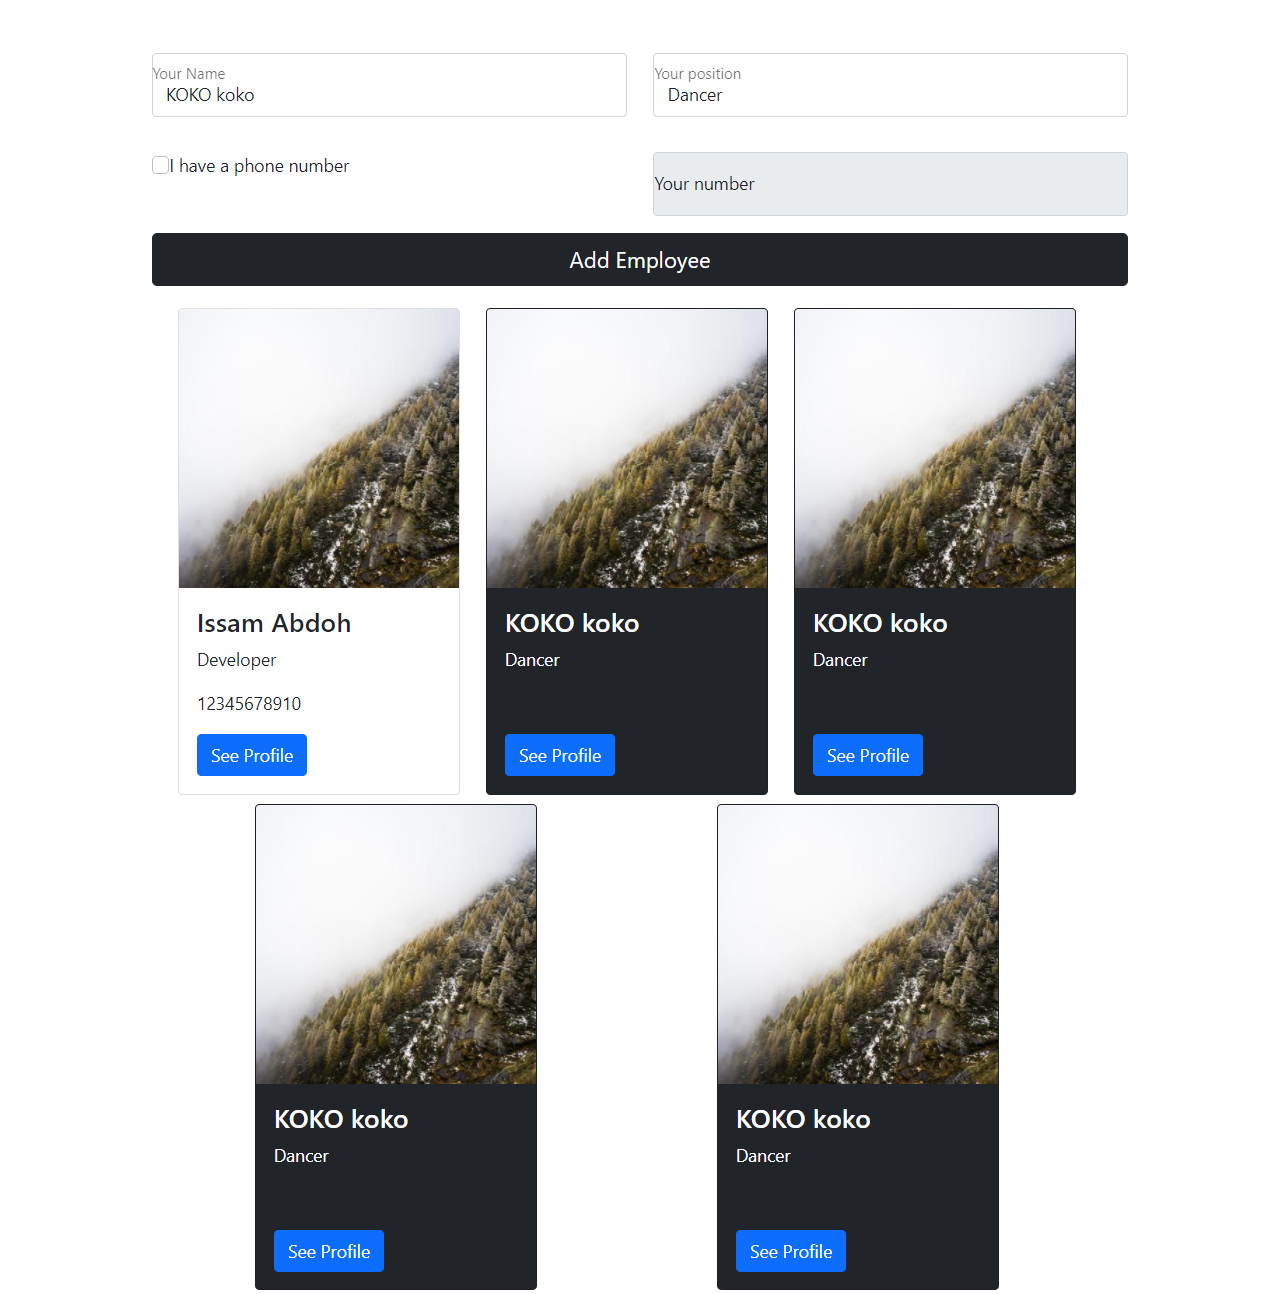 Your Name
KOKO koko
Your position
Dancer
I have a phone number
Your number
Add Employee
Issam Abdoh
Developer
12345678910
See Profile
KOKO koko
Dancer
See Profile
KOKO koko
Dancer
See Profile
KOKO koko
Dancer
See Profile
KOKO koko
Dancer
See Profile